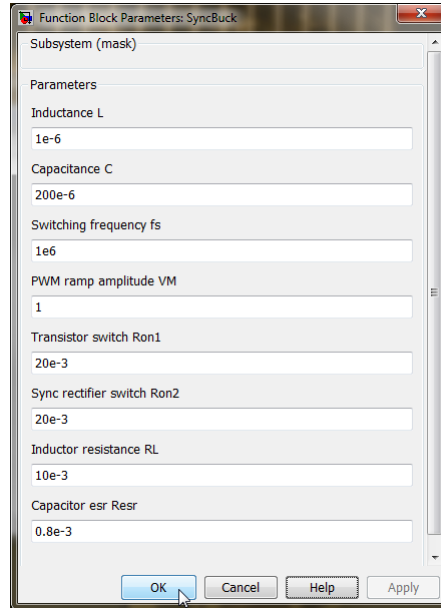 Function Block Parameters: SyncBuck
Subsystem (mask)
Parameters
Inductance L
1e-6
Capacitance C
200e-6
Switching frequency fs
1e6
PWM ramp amplitude VM
1
Transistor switch Ron1
20e-3
Sync rectifier switch Ron2
20e-3
Inductor resistance RL
10e-3
Capacitor esr Resr
0.8e-3
OK Cancel Help Apply